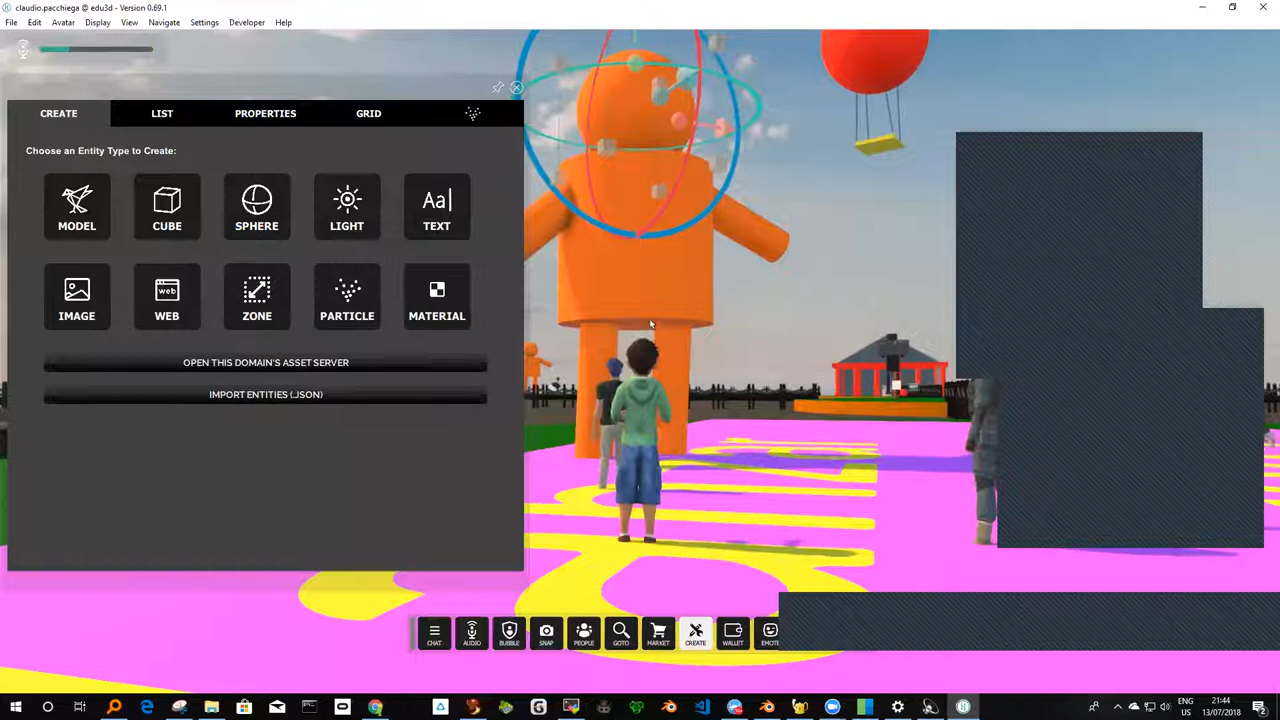 claudio.pacchiega @ edu3d - Version 0.69.1
File Edit Avatar Display View Navigate Settings Developer Help
CREATE LIST PROPERTIES GRID
Choose an Entity Type to Create:
MODEL CUBE SPHERE LIGHT Aa| TEXT
IMAGE web WEB ZONE PARTICLE MATERIAL
OPEN THIS DOMAIN'S ASSET SERVER
IMPORT ENTITIES (.JSON)
CHAT AUDIO BUBBLE SNAP PEOPLE GOTO MARKET CREATE WALLET EMOTE
ENG 21:44
US 13/07/2018